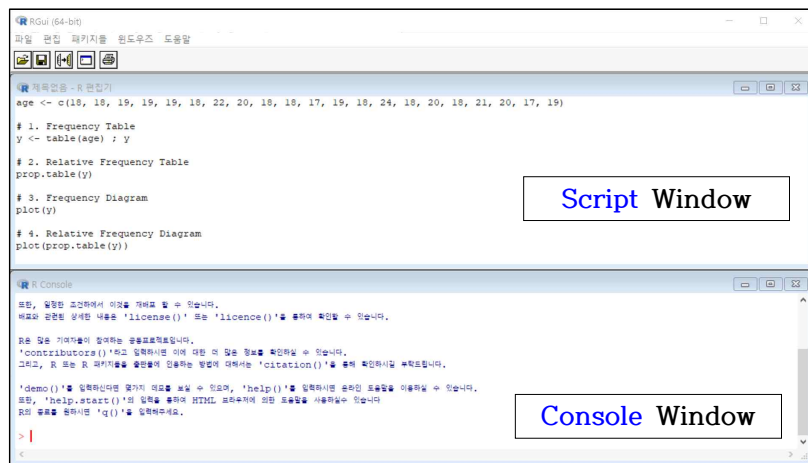 RGui (64-bit)
파일 편집 패키지들 윈도우즈 도움말
제목없음 - R 편집기
age <- c(18, 18, 19, 19, 19, 18, 22, 20, 18, 18, 17, 19, 18, 24, 18, 20, 18, 21, 20, 17, 19)
# 1. Frequency Table
y <- table(age) ; y
# 2. Relative Frequency Table
prop.table(y)
# 3. Frequency Diagram
plot(y)
# 4. Relative Frequency Diagram
plot(prop.table(y))
Script Window
R Console
또한, 일정한 조건하에서 이것을 재배포 할 수 있습니다.
배포와 관련된 상세한 내용은 'license()' 또는 'licence()'을 통하여 확인할 수 있습니다.
R은 많은 기여자들이 참여하는 공동프로젝트입니다.
'contributors()'라고 입력하시면 이에 대한 더 많은 정보를 확인하실 수 있습니다.
그리고, R 또는 R 패키지들을 출판물에 인용하는 방법에 대해서는 'citation()'을 통해 확인하시길 부탁드립니다.
'demo()'를 입력하신다면 몇가지 데모를 보실 수 있으며, 'help()'를 입력하시면 온라인 도움말을 이용하실 수 있습니다.
또한, 'help.start()'의 입력을 통하여 HTML 브라우저에 의한 도움말을 사용하실수 있습니다
R의 종료를 원하시면 'q()'을 입력해주세요.
>
Console Window